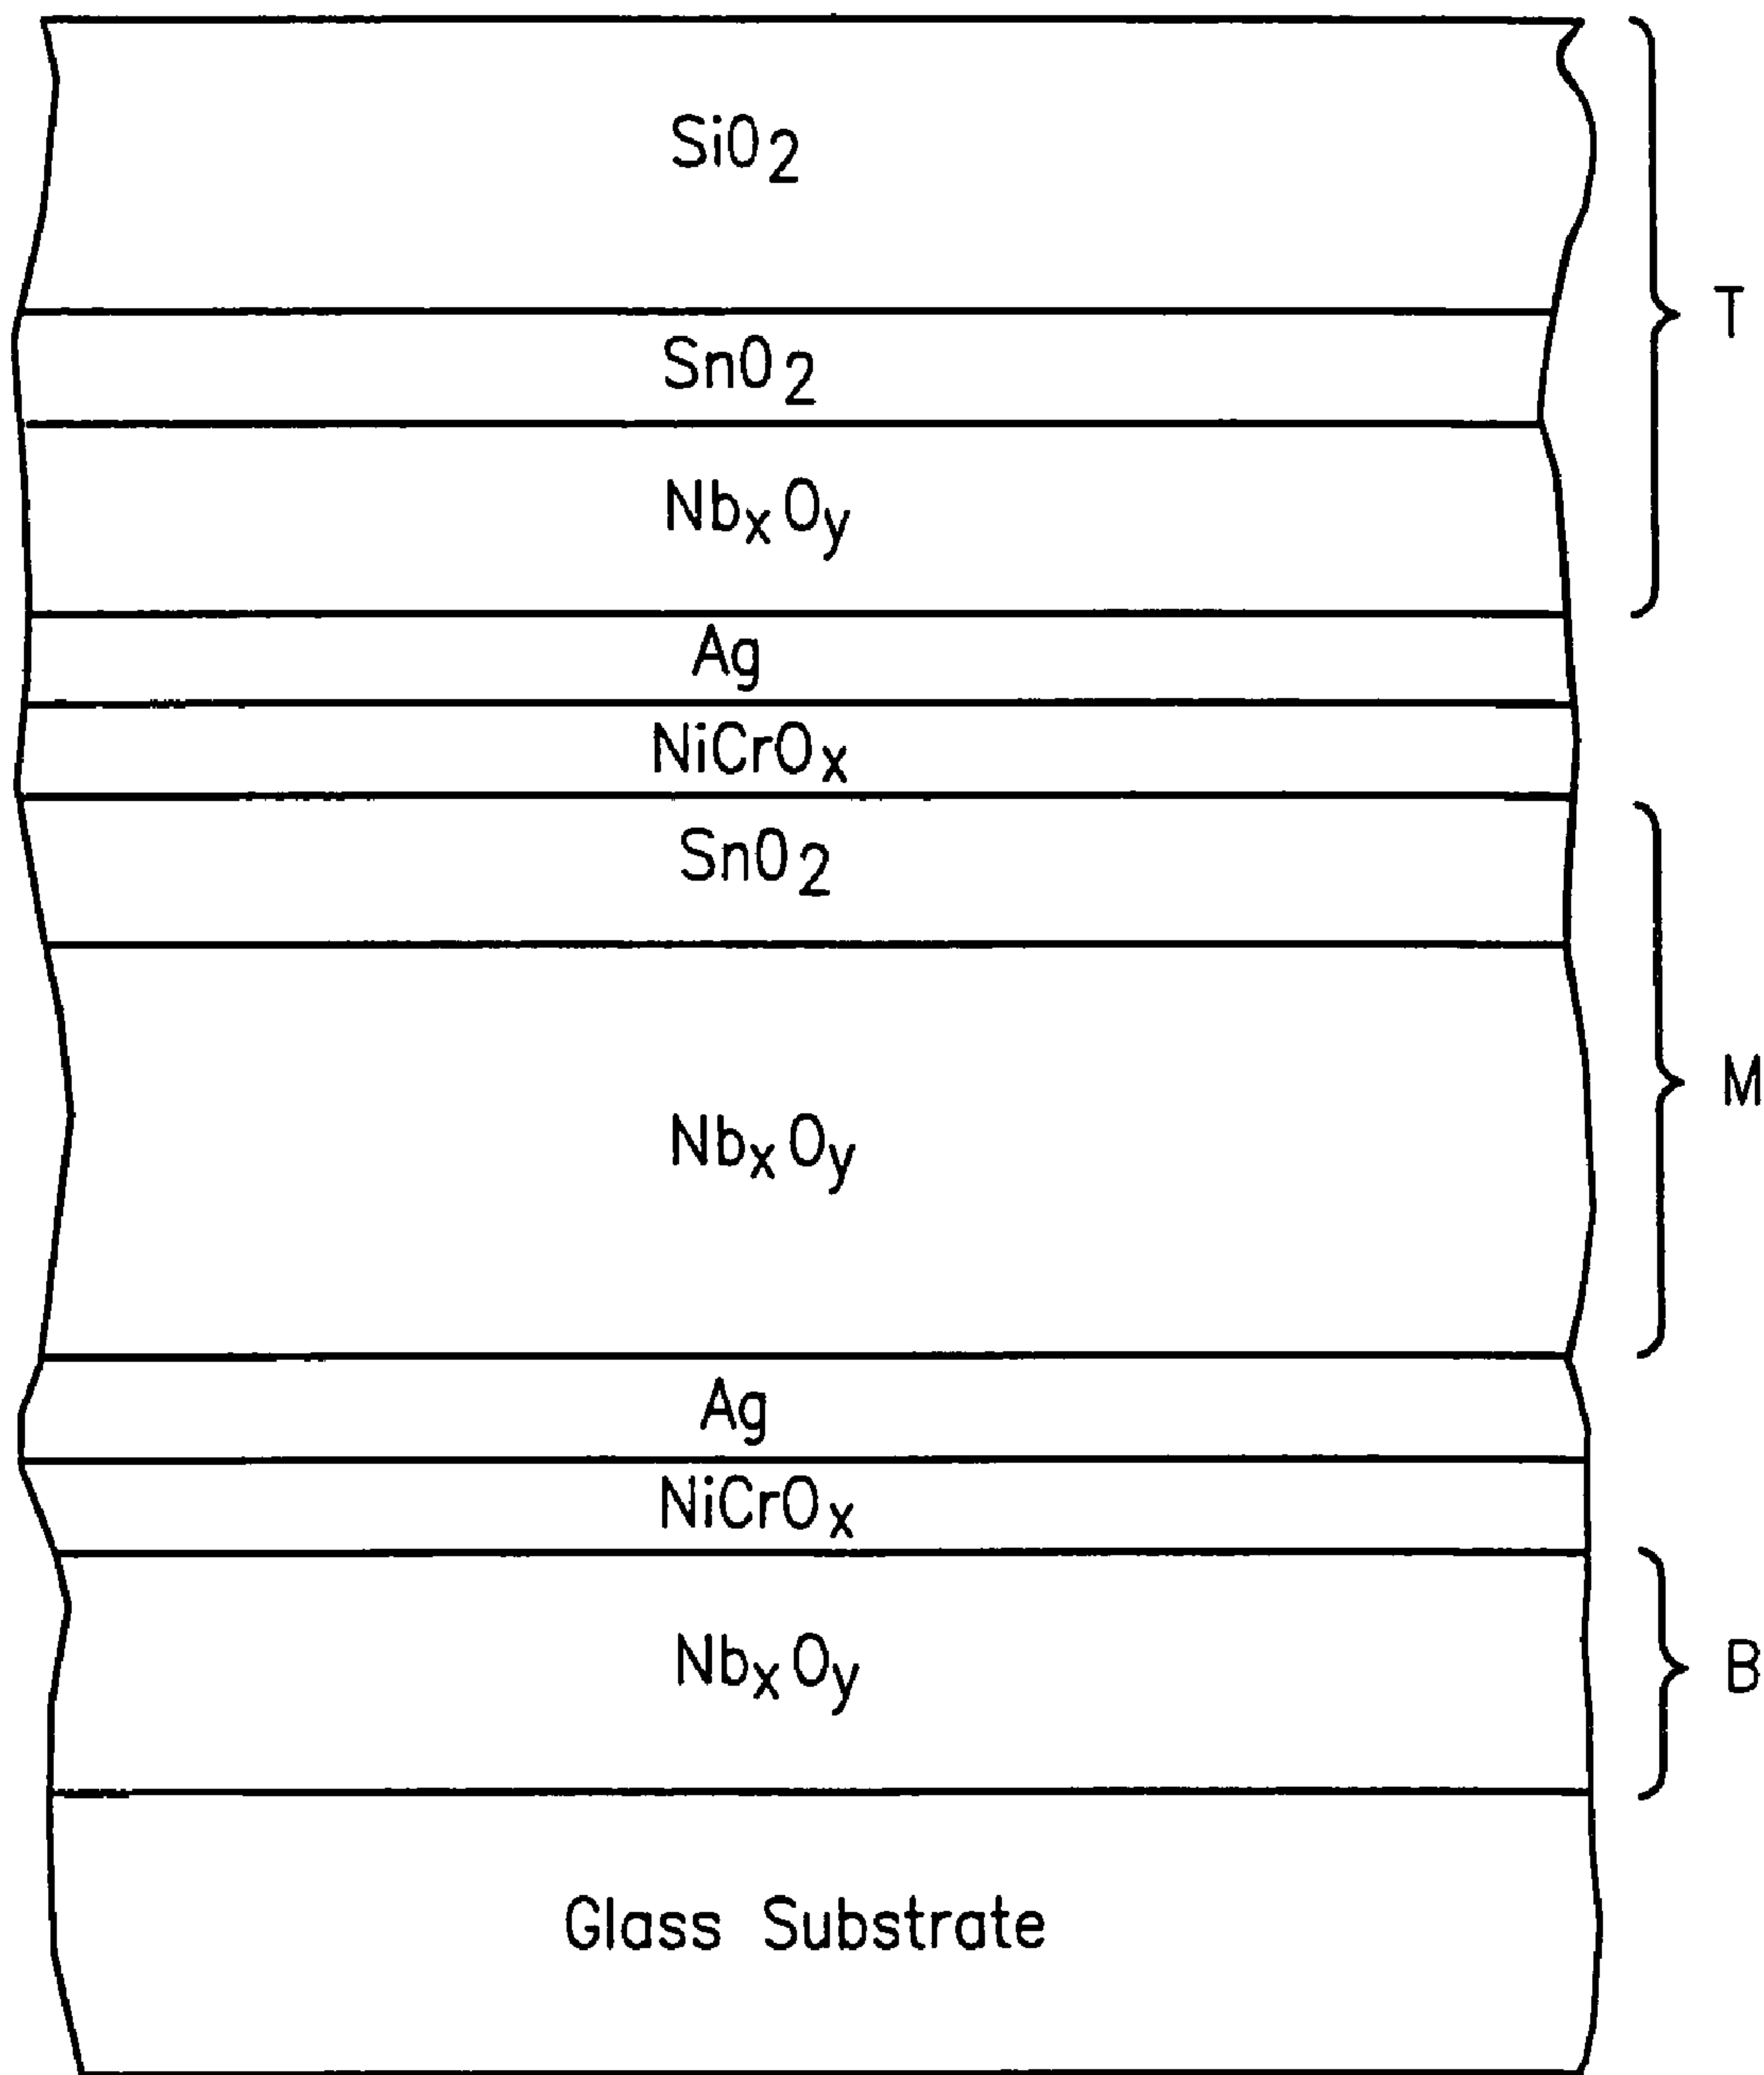 SiO2
SnO2
T
NbxOy
Ag
NiCrOx
SnO2
M
NbxOy
Ag
NiCrOx
NbxOy
B
Glass Substrate